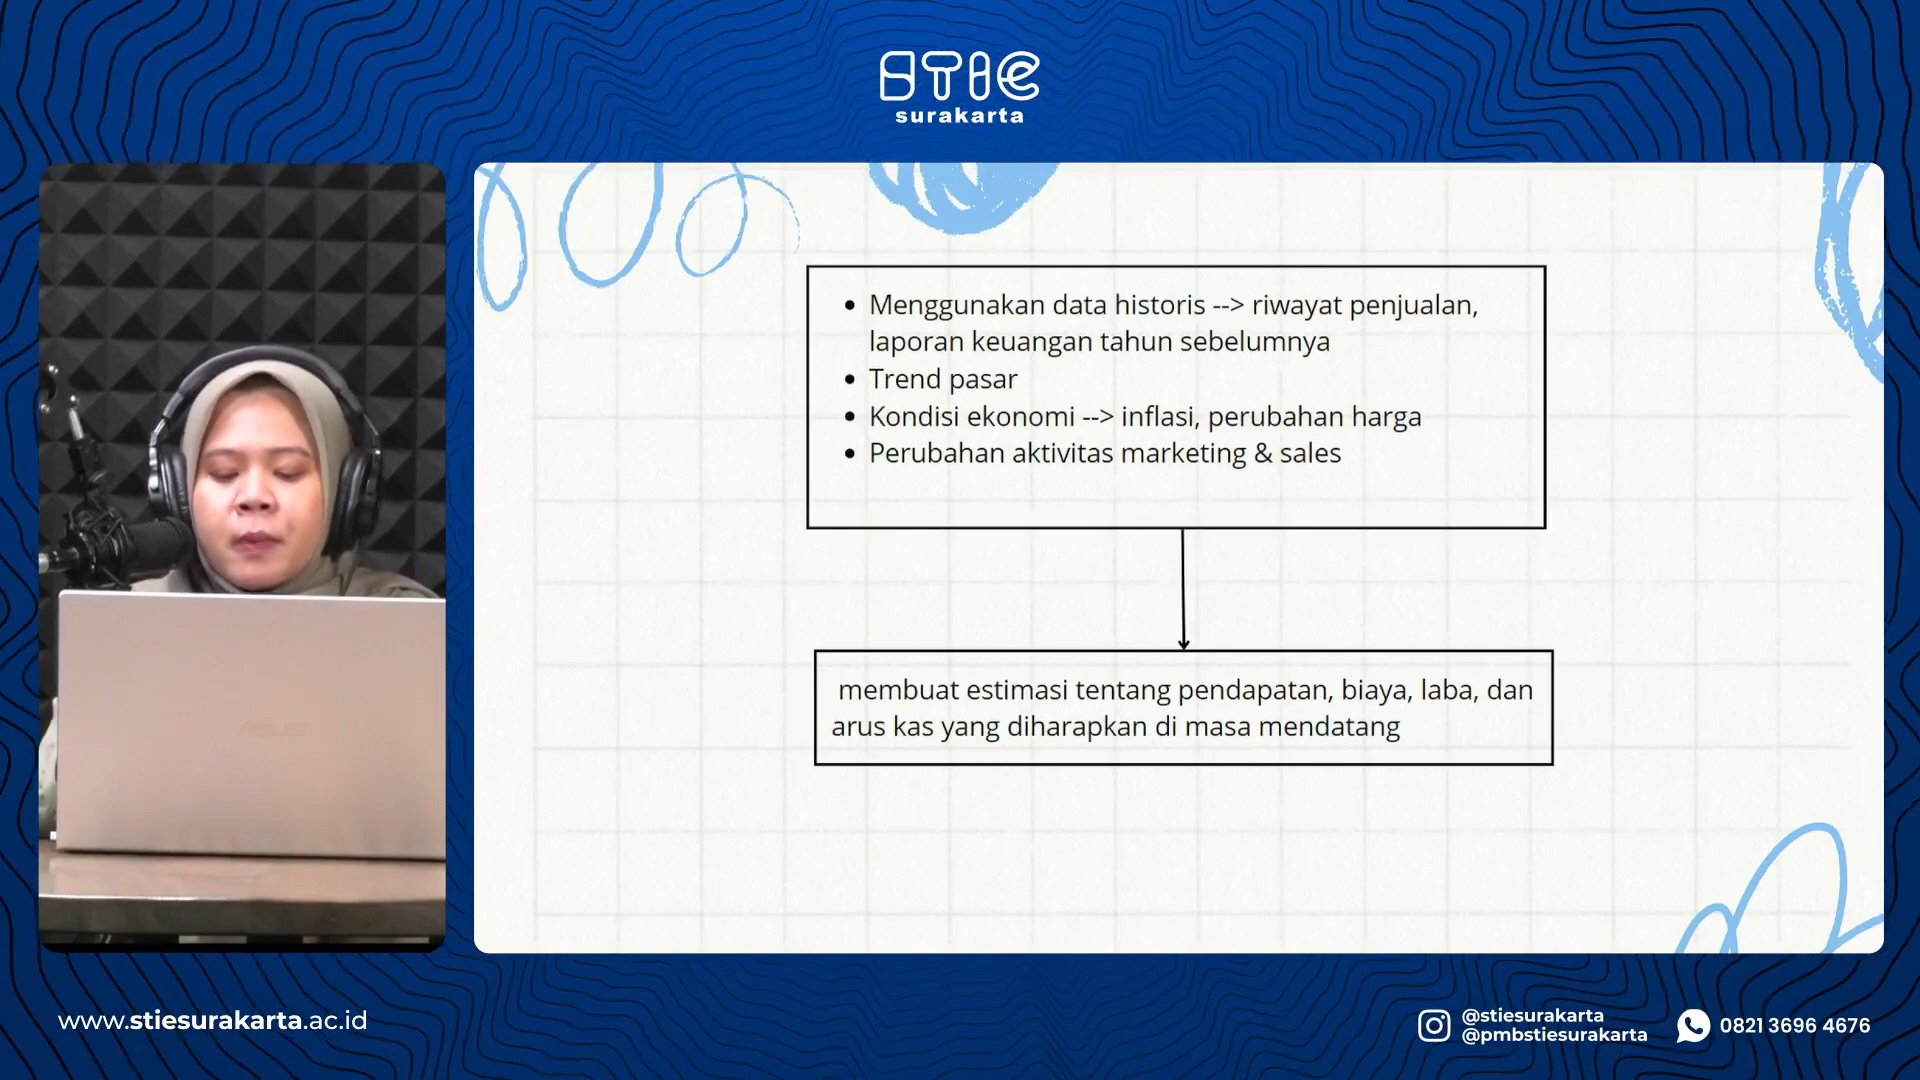 STIE
surakarta
• Menggunakan data historis --> riwayat penjualan,
laporan keuangan tahun sebelumnya
• Trend pasar
• Kondisi ekonomi --> inflasi, perubahan harga
• Perubahan aktivitas marketing & sales
membuat estimasi tentang pendapatan, biaya, laba, dan
arus kas yang diharapkan di masa mendatang
ASUS
www.stiesurakarta.ac.id
@stiesurakarta
@pmbstiesurakarta
0821 3696 4676